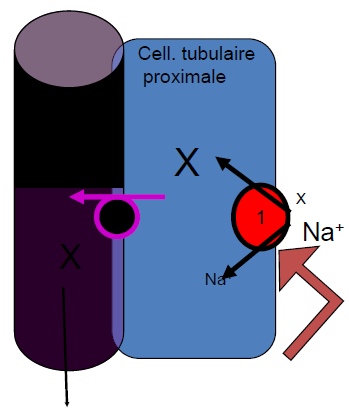 Cell. tubulaire
proximale
X
X
1
Na⁺
Na
X